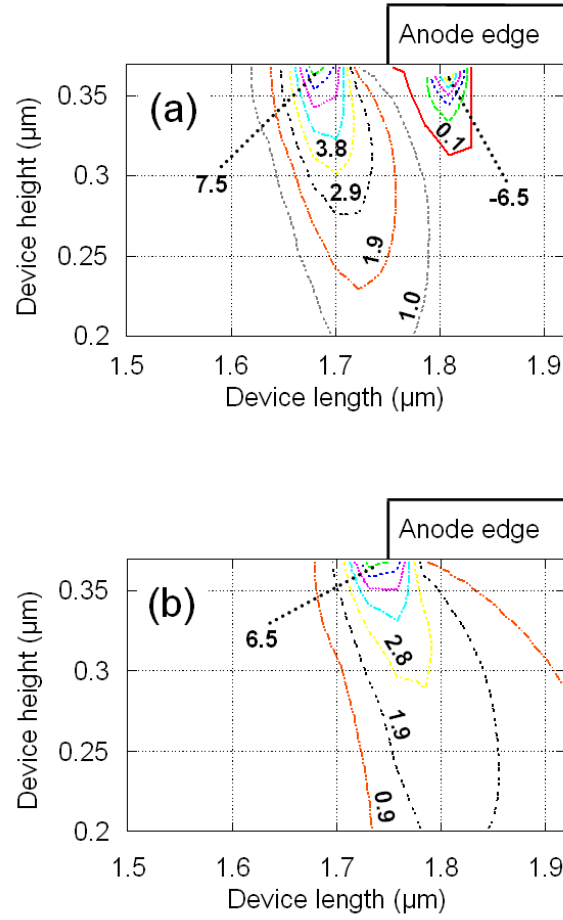 Anode edge
(a)
0.35
0.3
0.25
0.2
Device height (µm)
3.8
2.9
1.9
1.0
0.1
7.5
-6.5
1.5 1.6 1.7 1.8 1.9
Device length (µm)
Anode edge
(b)
0.35
0.3
0.25
0.2
Device height (µm)
6.5
2.8
1.9
0.9
1.5 1.6 1.7 1.8 1.9
Device length (µm)